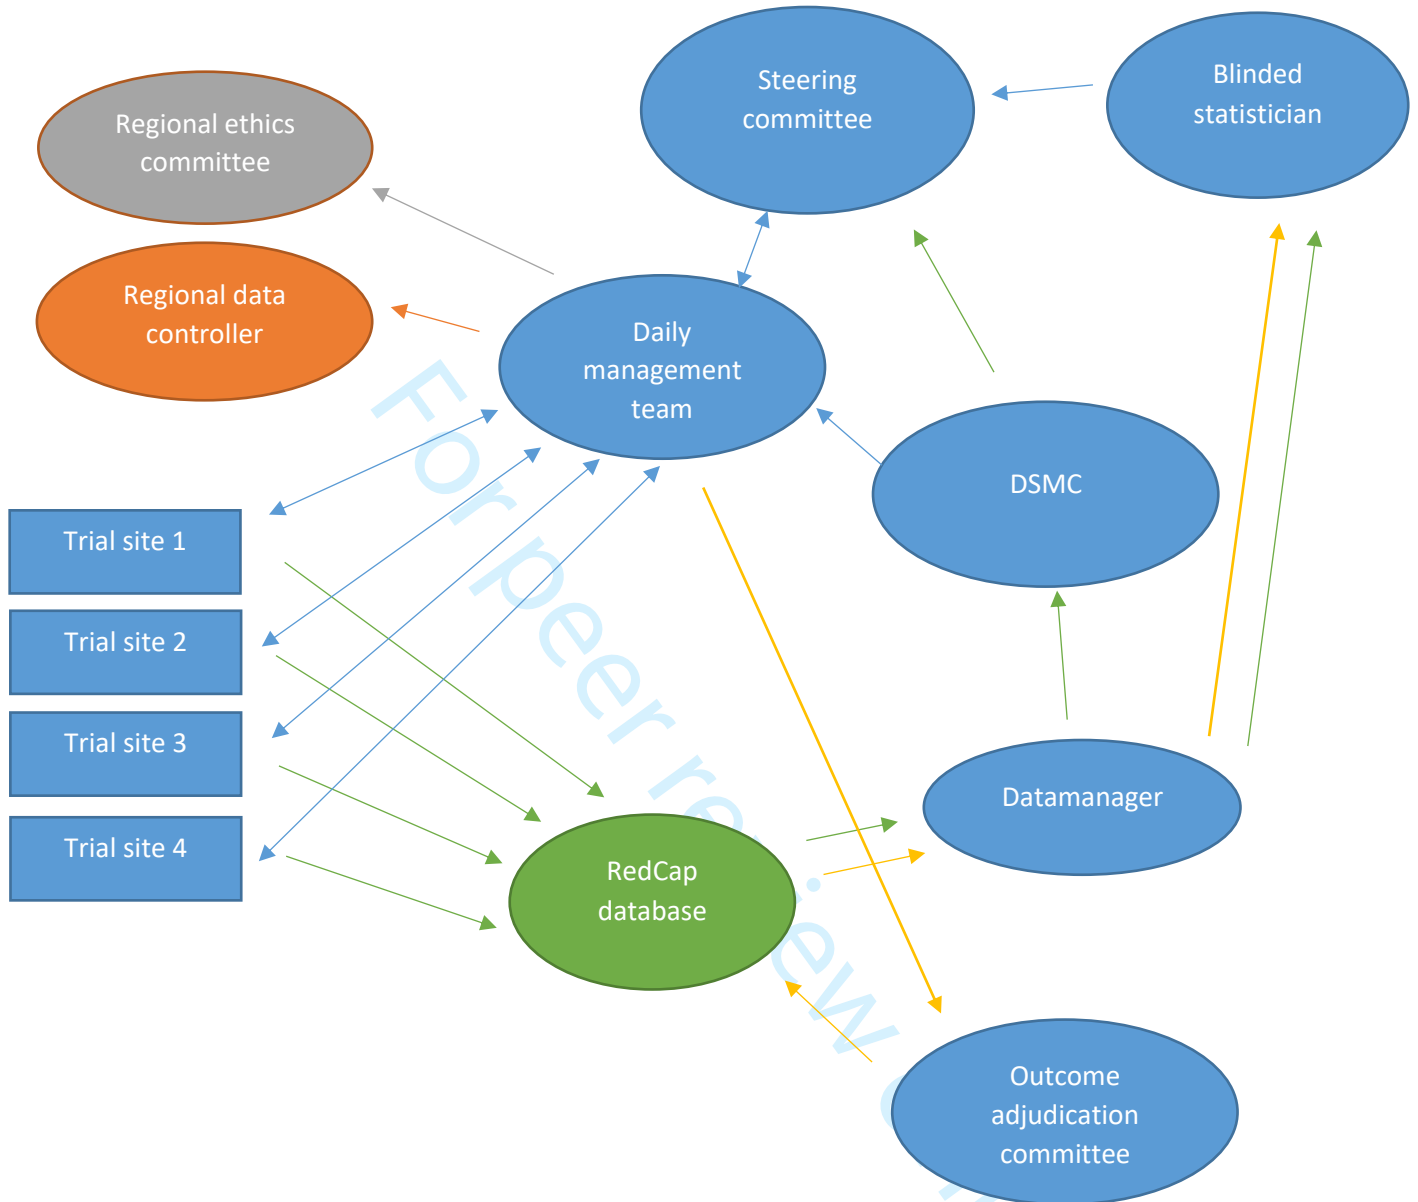 Steering
committee
Blinded
statistician
Regional ethics
committee
Regional data
controller
Daily
management
team
DSMC
Trial site 1
Trial site 2
Trial site 3
Trial site 4
Datamanager
RedCap
database
Outcome
adjudication
committee
For peer review